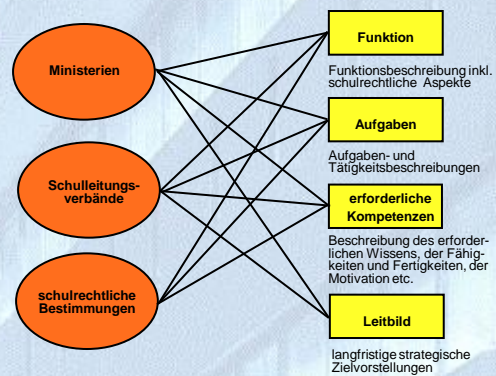 Ministerien
Schulleitungs-
verbände
schulrechtliche
Bestimmungen
Funktion
Funktionsbeschreibung inkl.
schulrechtliche Aspekte
Aufgaben
Aufgaben- und
Tätigkeitsbeschreibungen
erforderliche
Kompetenzen
Beschreibung des erforder-
lichen Wissens, der Fähig-
keiten und Fertigkeiten, der
Motivation etc.
Leitbild
langfristige strategische
Zielvorstellungen